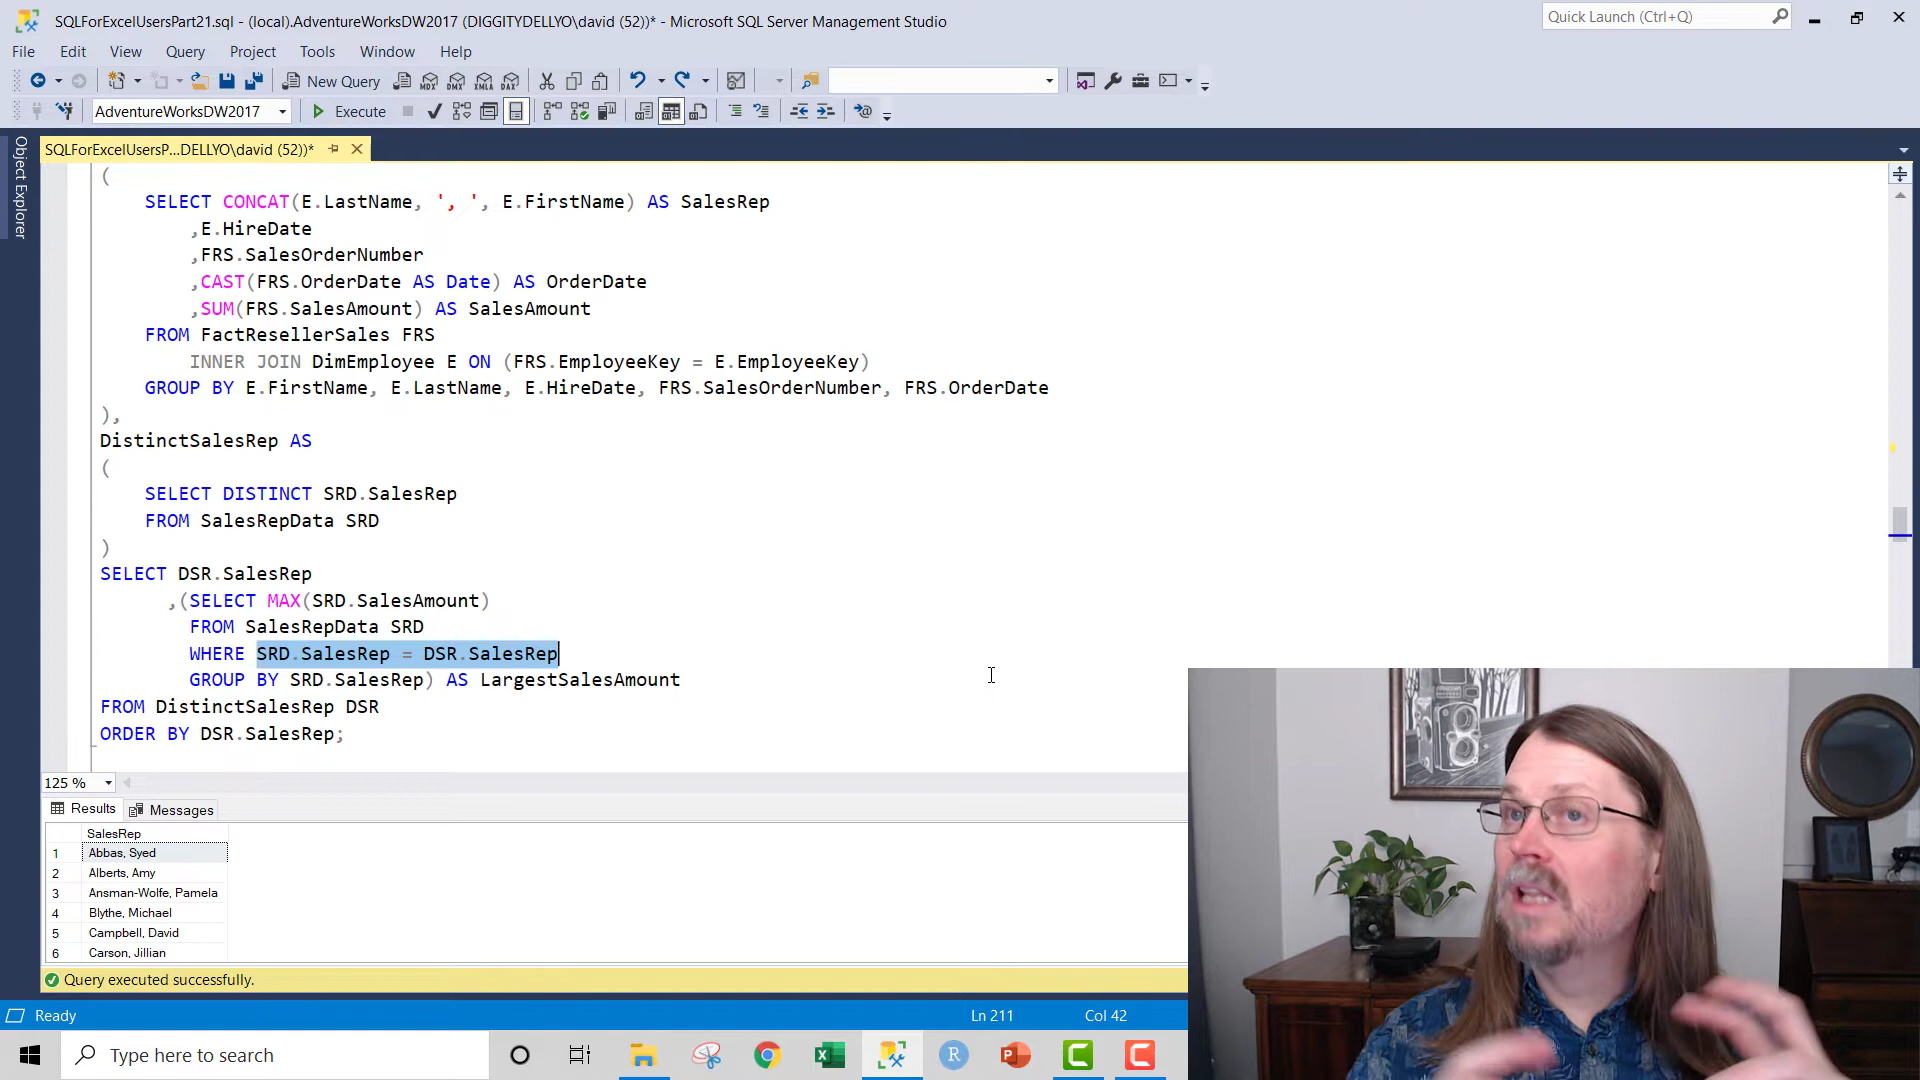 SQLForExcelUsersPart21.sql - (local).AdventureWorksDW2017 (DIGGITYDELLYO\david (52))* - Microsoft SQL Server Management Studio
Quick Launch (Ctrl+Q)
File Edit View Query Project Tools Window Help
New Query
MDX DMX XMLA DAX
AdventureWorksDW2017
Execute
SQLForExcelUsersP...DELLYO\david (52))*
Object Explorer
(
SELECT CONCAT(E.LastName, ', ', E.FirstName) AS SalesRep
,E.HireDate
,FRS.SalesOrderNumber
,CAST(FRS.OrderDate AS Date) AS OrderDate
,SUM(FRS.SalesAmount) AS SalesAmount
FROM FactResellerSales FRS
INNER JOIN DimEmployee E ON (FRS.EmployeeKey = E.EmployeeKey)
GROUP BY E.FirstName, E.LastName, E.HireDate, FRS.SalesOrderNumber, FRS.OrderDate
),
DistinctSalesRep AS
(
SELECT DISTINCT SRD.SalesRep
FROM SalesRepData SRD
)
SELECT DSR.SalesRep
,(SELECT MAX(SRD.SalesAmount)
FROM SalesRepData SRD
WHERE SRD.SalesRep = DSR.SalesRep
GROUP BY SRD.SalesRep) AS LargestSalesAmount
FROM DistinctSalesRep DSR
ORDER BY DSR.SalesRep;
125 %
Results Messages
SalesRep
1 Abbas, Syed
2 Alberts, Amy
3 Ansman-Wolfe, Pamela
4 Blythe, Michael
5 Campbell, David
6 Carson, Jillian
Query executed successfully.
Ready Ln 211 Col 42
Type here to search